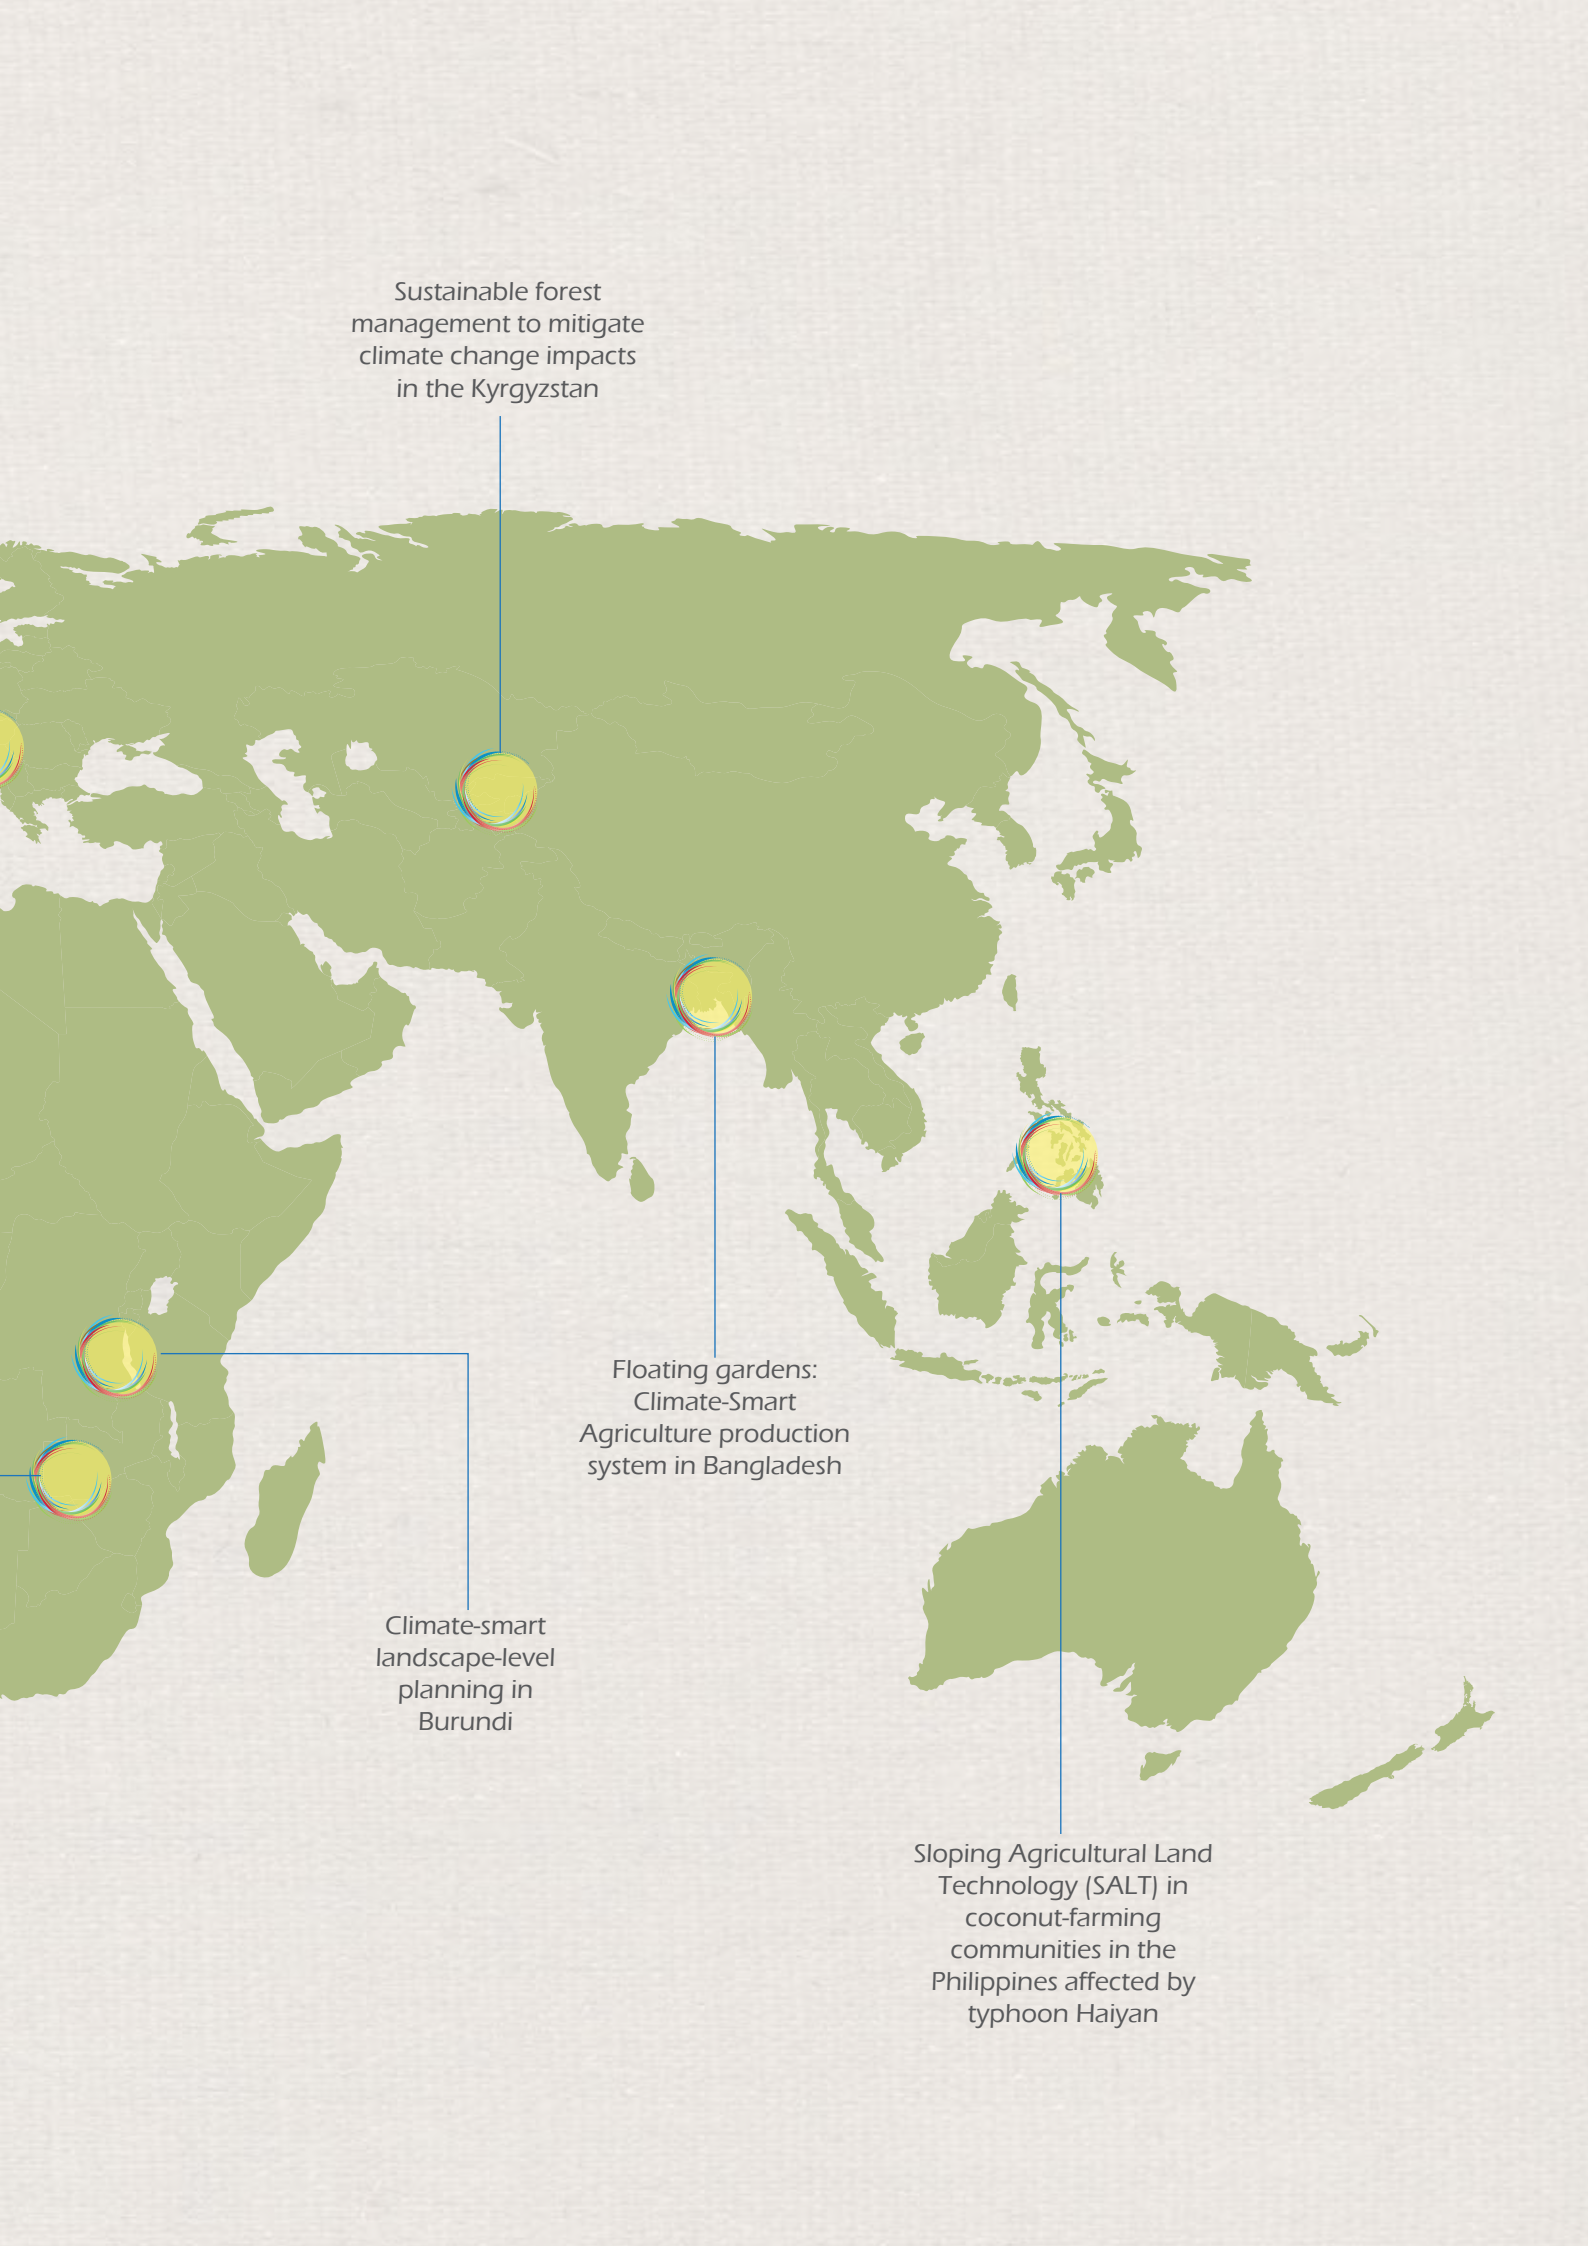 Sustainable forest
management to mitigate
climate change impacts
in the Kyrgyzstan
Floating gardens:
Climate-Smart
Agriculture production
system in Bangladesh
Climate-smart
landscape-level
planning in
Burundi
Sloping Agricultural Land
Technology (SALT) in
coconut-farming
communities in the
Philippines affected by
typhoon Haiyan